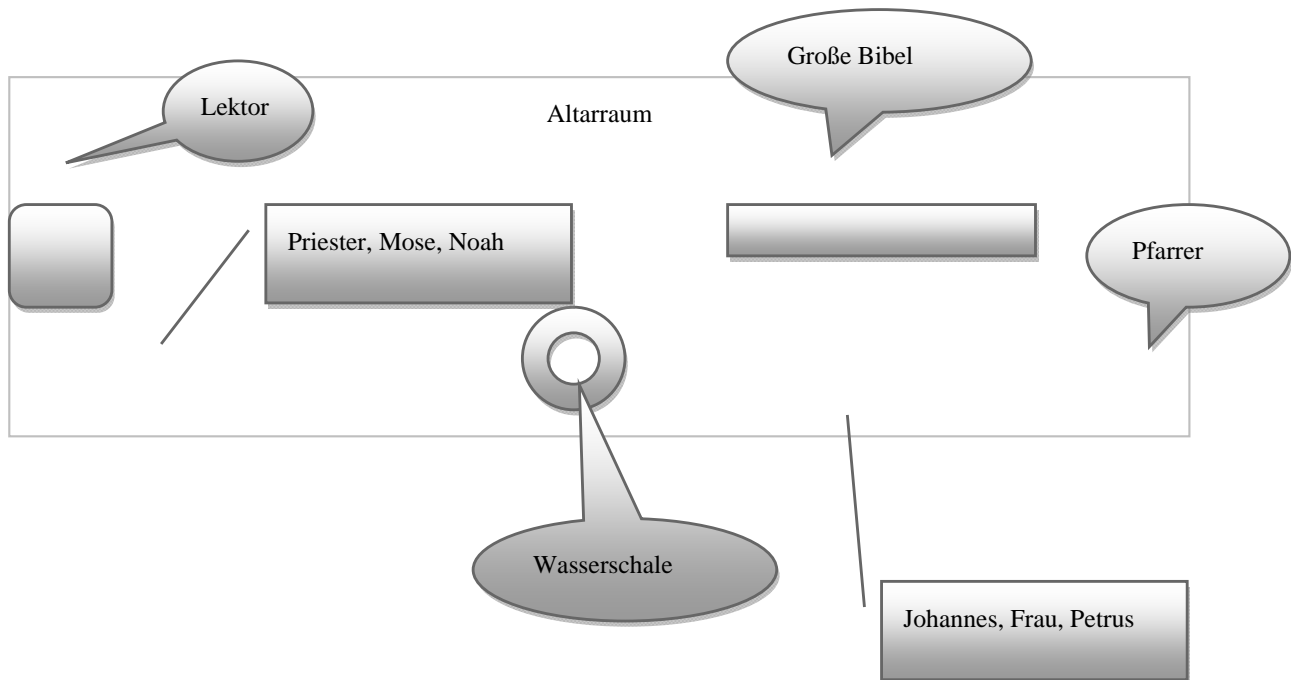 Große Bibel
Lektor
Altarraum
Priester, Mose, Noah
Pfarrer
Wasserschale
Johannes, Frau, Petrus